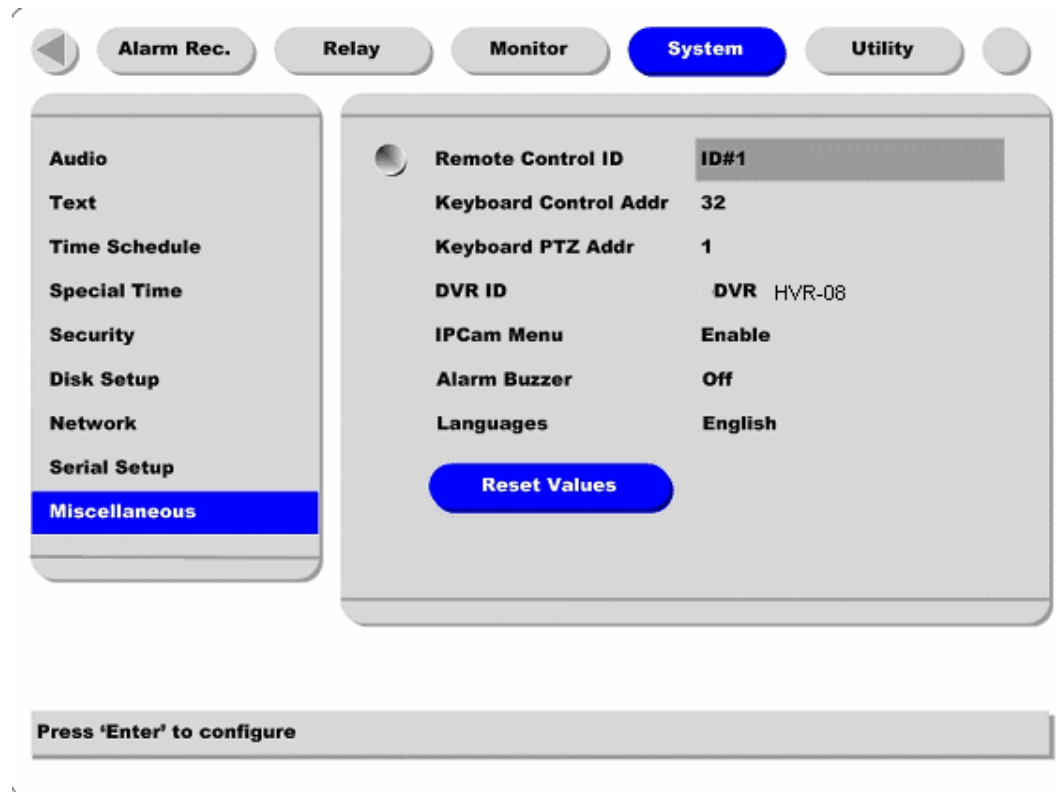 Alarm Rec. Relay Monitor System Utility
Audio
Text
Time Schedule
Special Time
Security
Disk Setup
Network
Serial Setup
Miscellaneous
Remote Control ID ID#1
Keyboard Control Addr 32
Keyboard PTZ Addr 1
DVR ID DVR HVR-08
IPCam Menu Enable
Alarm Buzzer Off
Languages English
Reset Values
Press ‘Enter’ to configure